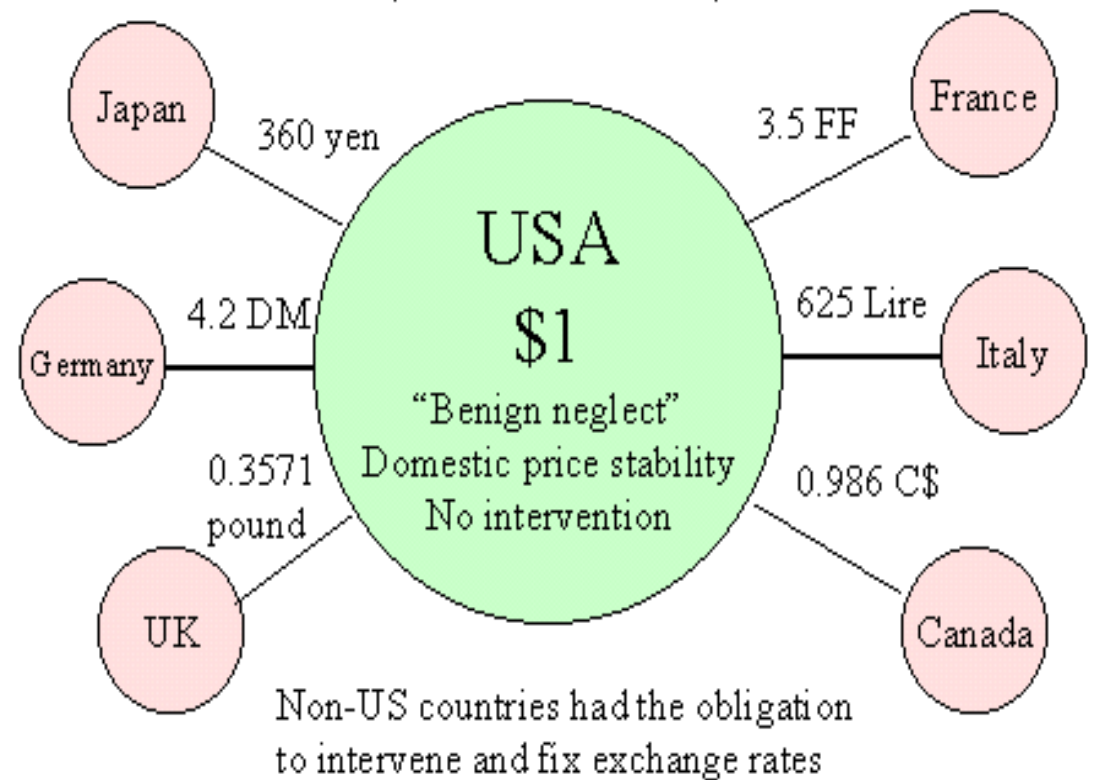 Japan
360 yen
3.5 FF
France
USA
$1
"Benign neglect"
Domestic price stability
No intervention
4.2 DM
Germany
625 Lire
Italy
0.3571
pound
UK
0.986 C$
Canada
Non-US countries had the obligation
to intervene and fix exchange rates